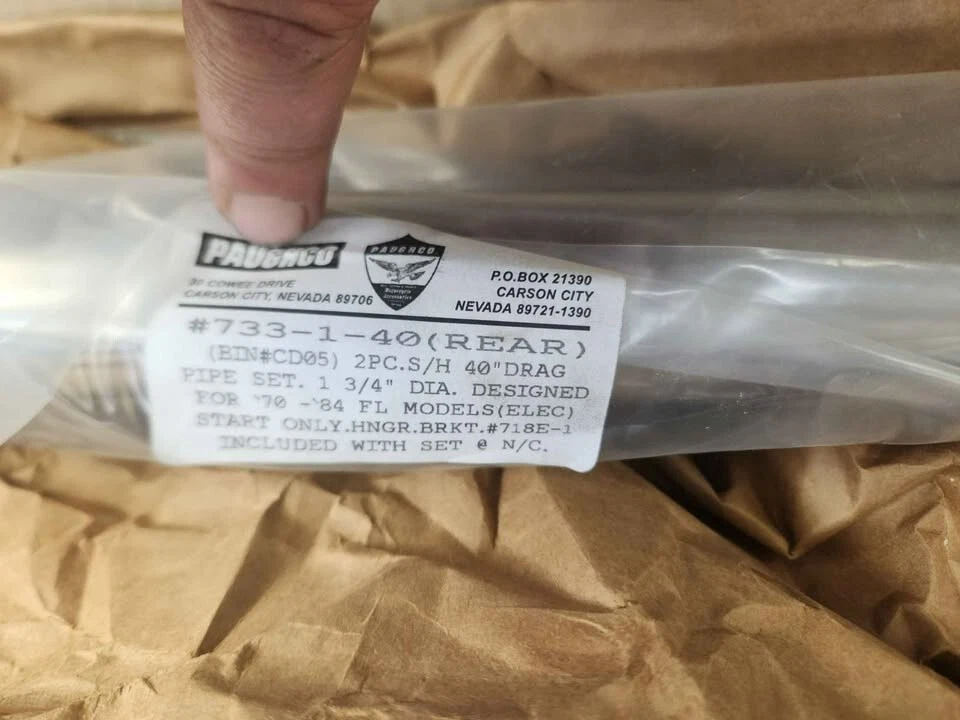 PAUGHCO
PAUGHCO
30 COWEE DRIVE
CARSON CITY, NEVADA 89706
P.O.BOX 21390
CARSON CITY
NEVADA 89721-1390
#733-1-40(REAR)
(BIN#CD05) 2PC.S/H 40"DRAG
PIPE SET. 1 3/4" DIA. DESIGNED
FOR `70 -`84 FL MODELS(ELEC)
START ONLY.HNGR.BRKT.#718E-1
INCLUDED WITH SET @ N/C.